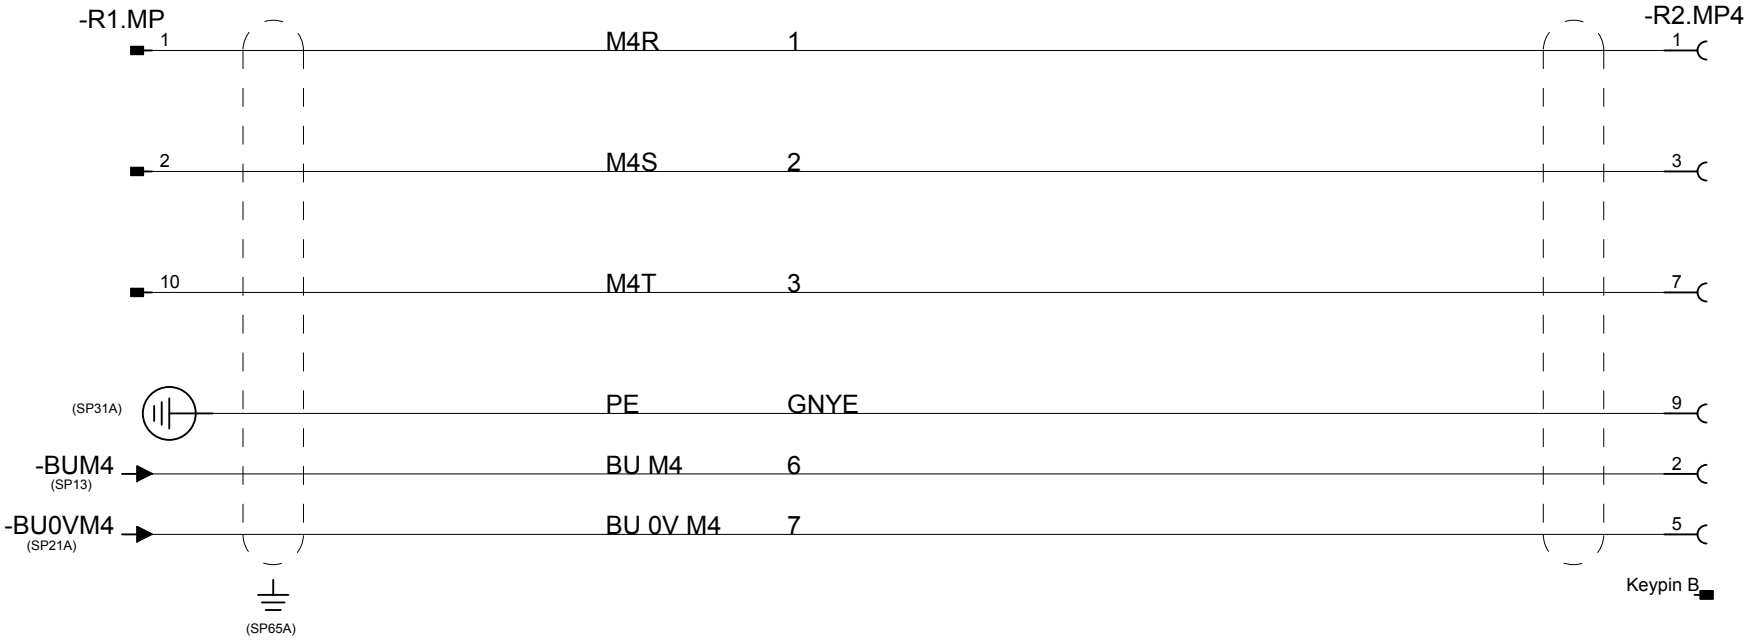 -R1.MP -R2.MP4
1 M4R 1 1
2 M4S 2 3
10 M4T 3 7
(SP31A) PE GNYE 9
-BUM4 BU M4 6 2
(SP13)
-BU0VM4 BU 0V M4 7 5
(SP21A)
Keypin B
(SP65A)